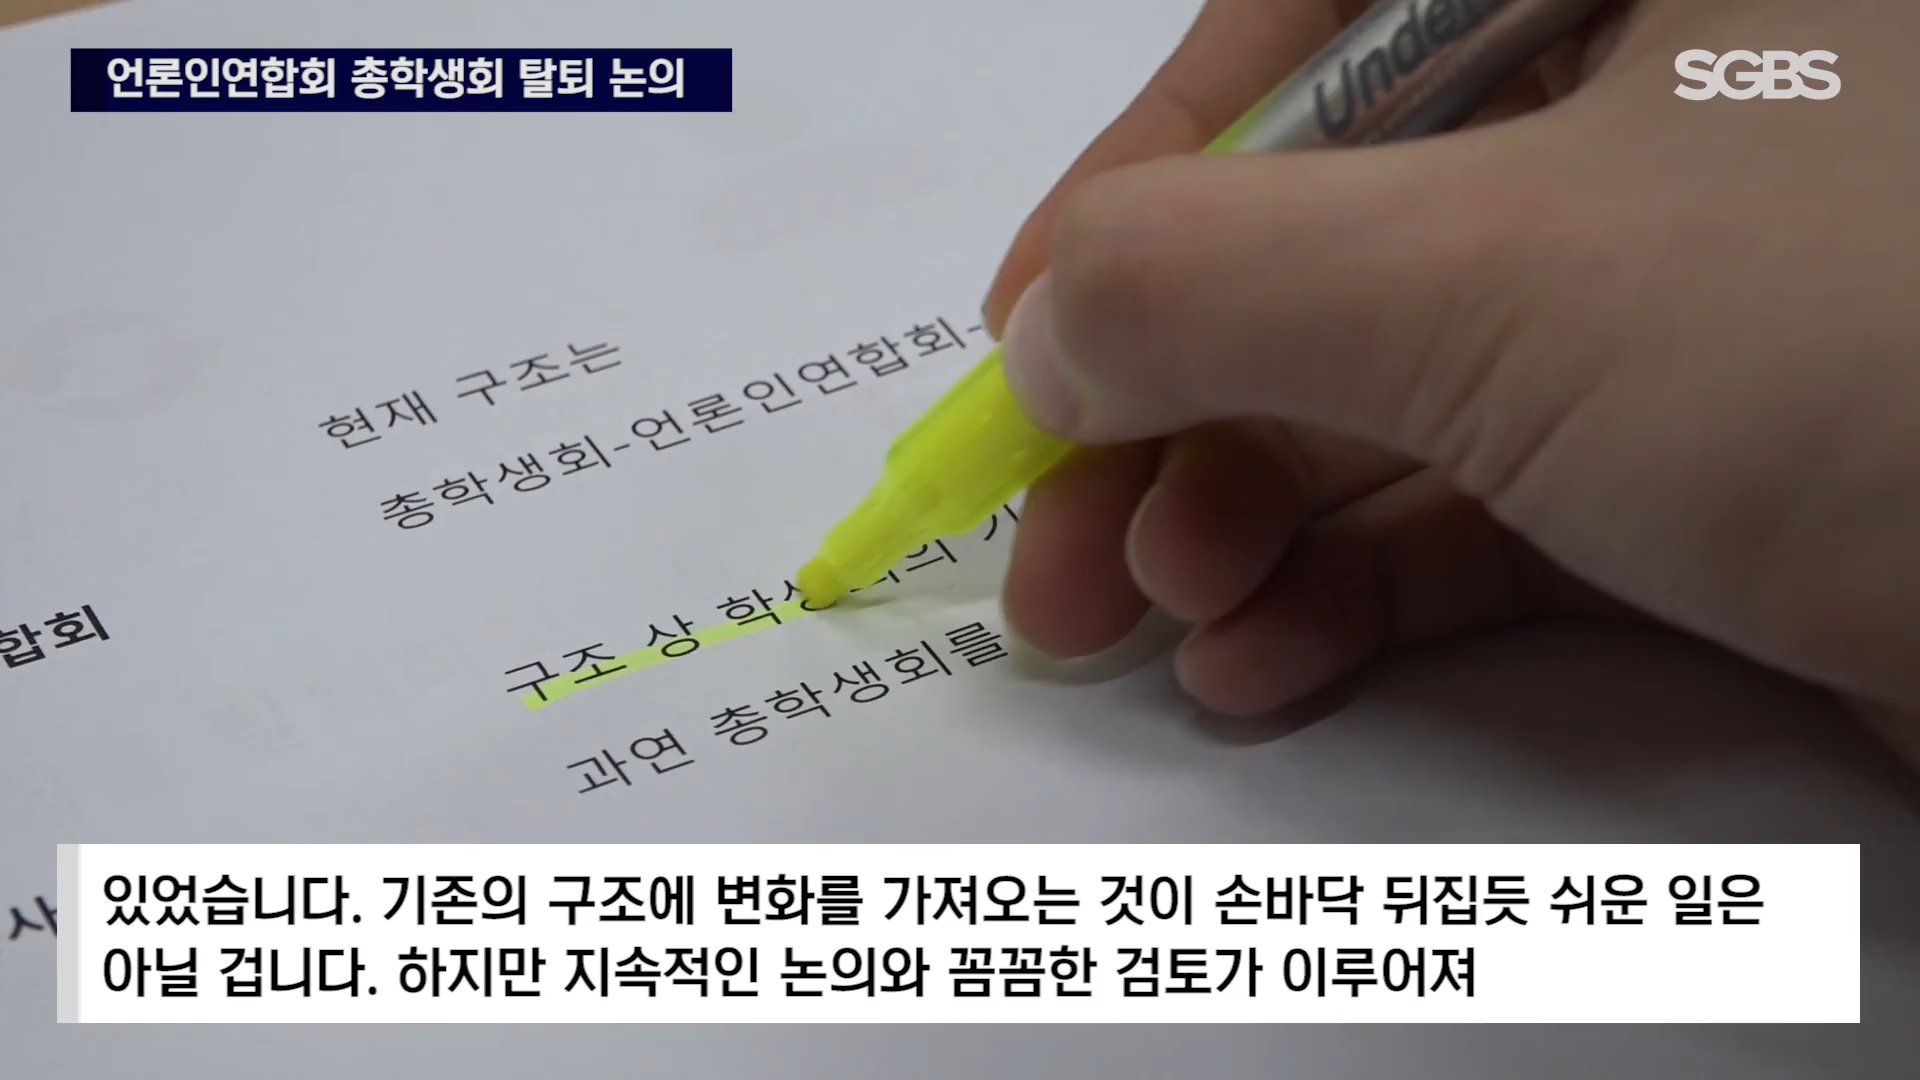 언론인연합회 총학생회 탈퇴 논의
SGBS
현재 구조는
총학생회-언론인연합회-
구조 상
과연 총학생회를
합회
있었습니다. 기존의 구조에 변화를 가져오는 것이 손바닥 뒤집듯 쉬운 일은
아닐 겁니다. 하지만 지속적인 논의와 꼼꼼한 검토가 이루어져